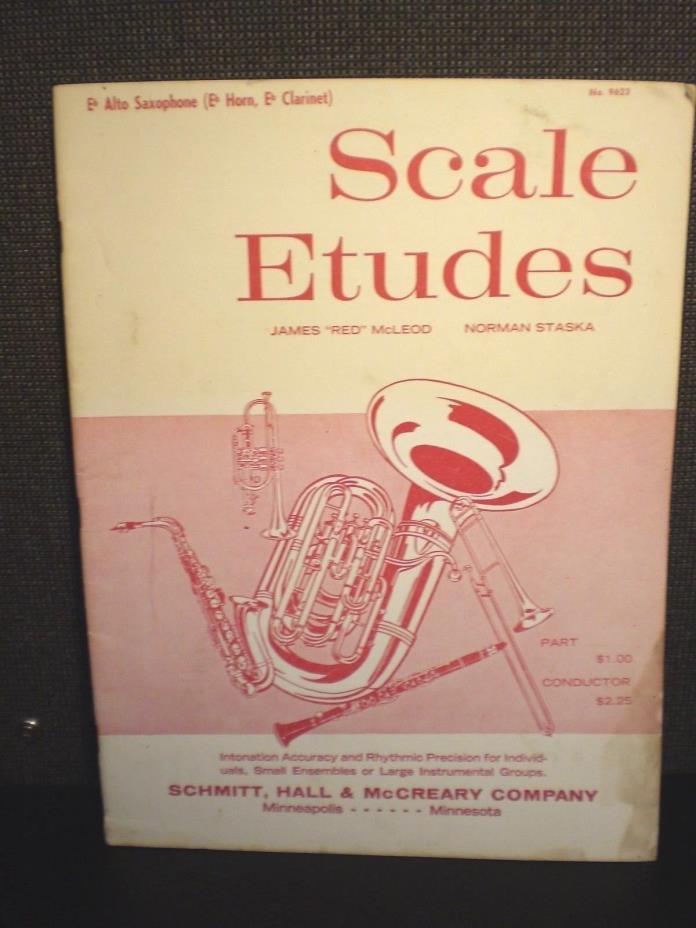 E♭ Alto Saxophone (E♭ Horn, E♭ Clarinet)
No. 9623
Scale
Etudes
JAMES "RED" McLEOD NORMAN STASKA
PART
$1.00
CONDUCTOR
$2.25
Intonation Accuracy and Rhythmic Precision for Individ-
uals, Small Ensembles or Large Instrumental Groups.
SCHMITT, HALL & McCREARY COMPANY
Minneapolis - - - - - - Minnesota